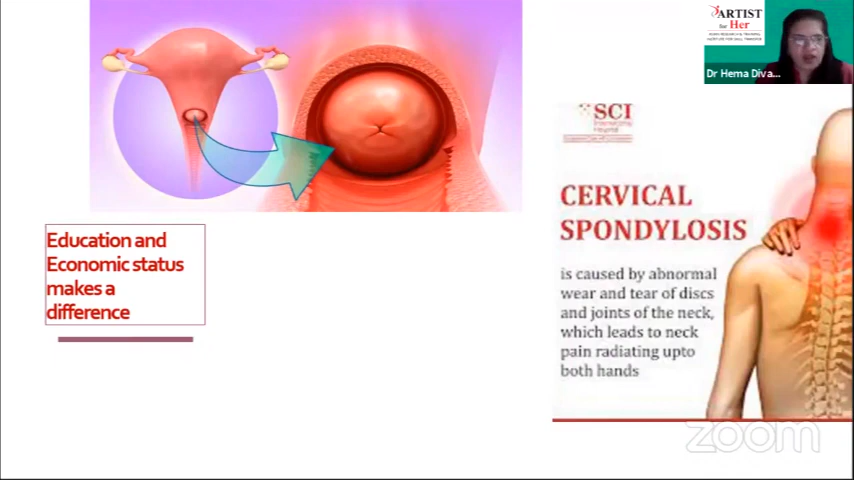 ARTIST
for Her
Dr Hema Diva...
SCI
International
Hospital
CERVICAL
SPONDYLOSIS
is caused by abnormal
wear and tear of discs
and joints of the neck,
which leads to neck
pain radiating upto
both hands
Education and
Economic status
makes a
difference
zoom